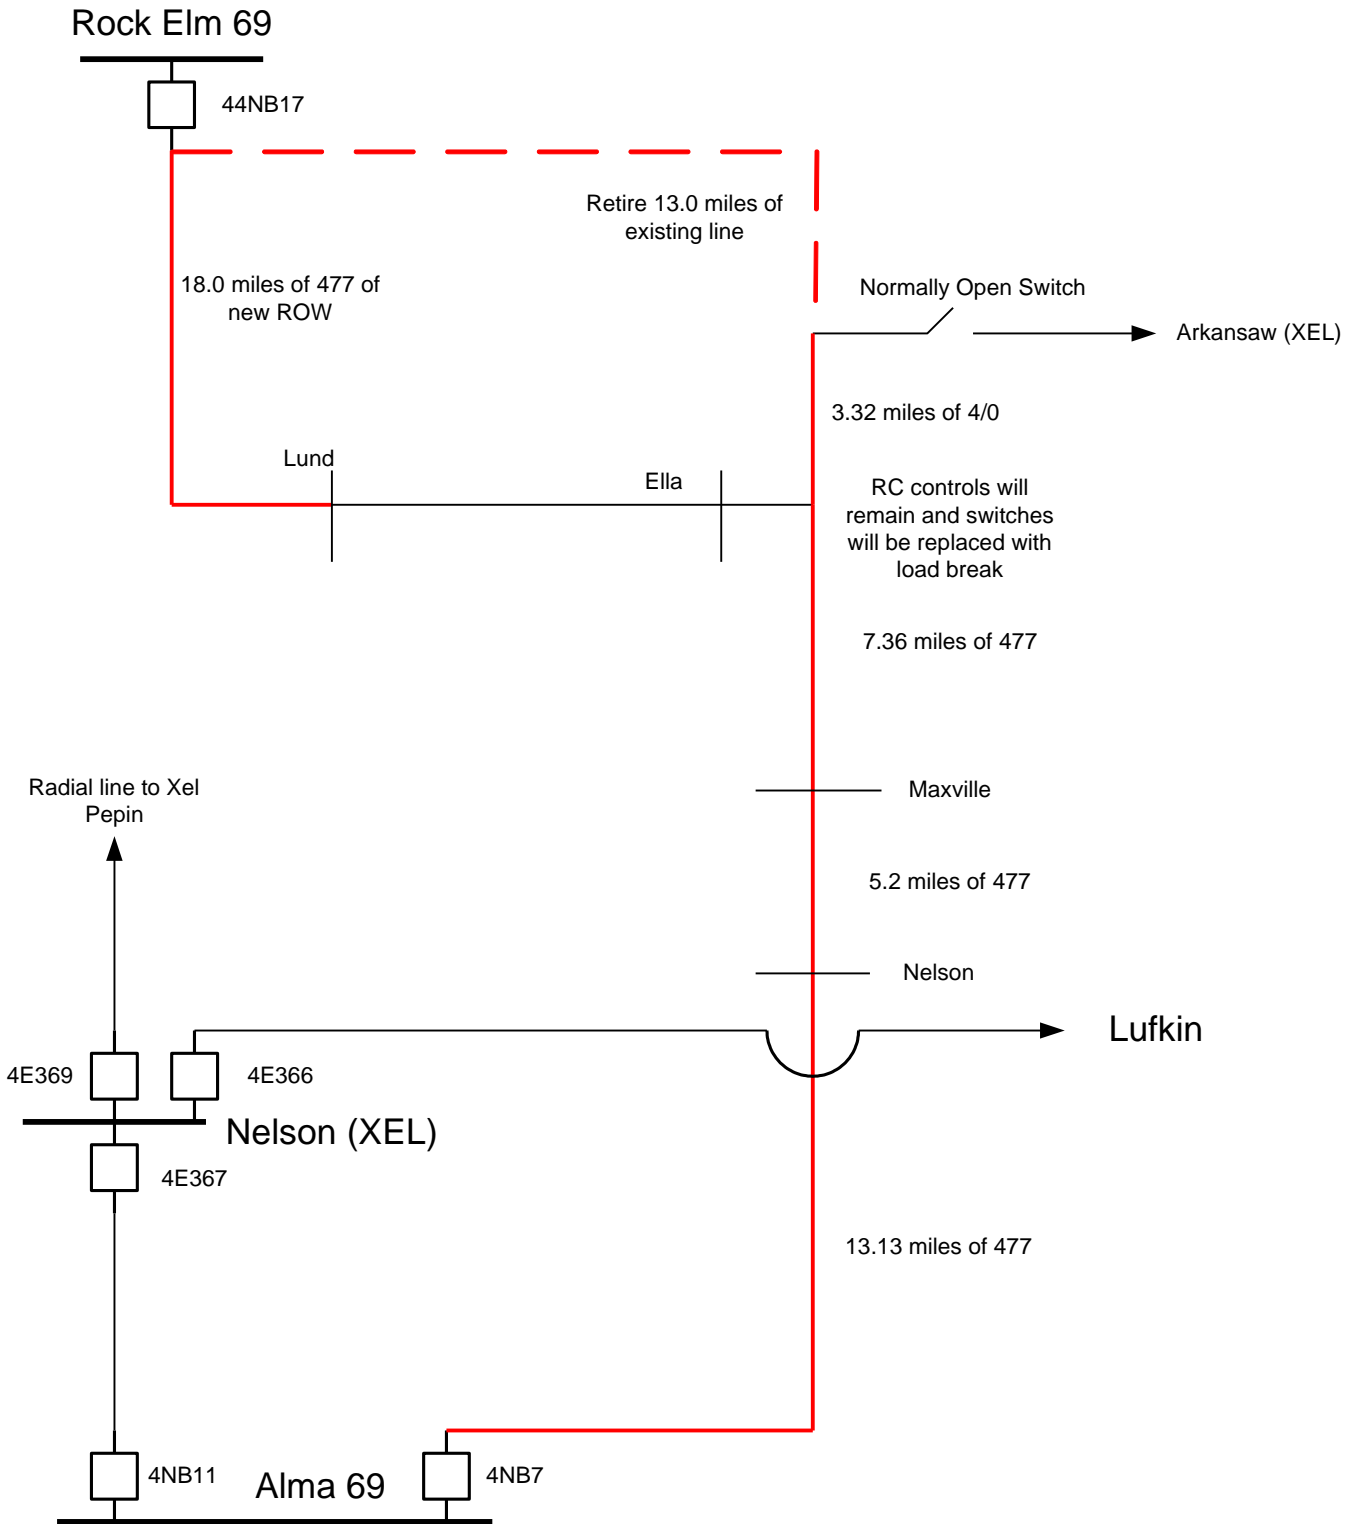 Rock Elm 69
44NB17
Retire 13.0 miles of
existing line
18.0 miles of 477 of
new ROW
Normally Open Switch
Arkansaw (XEL)
3.32 miles of 4/0
Lund
Ella
RC controls will
remain and switches
will be replaced with
load break
7.36 miles of 477
Radial line to Xel
Pepin
Maxville
5.2 miles of 477
Nelson
Lufkin
4E369
4E366
Nelson (XEL)
4E367
13.13 miles of 477
4NB11
Alma 69
4NB7